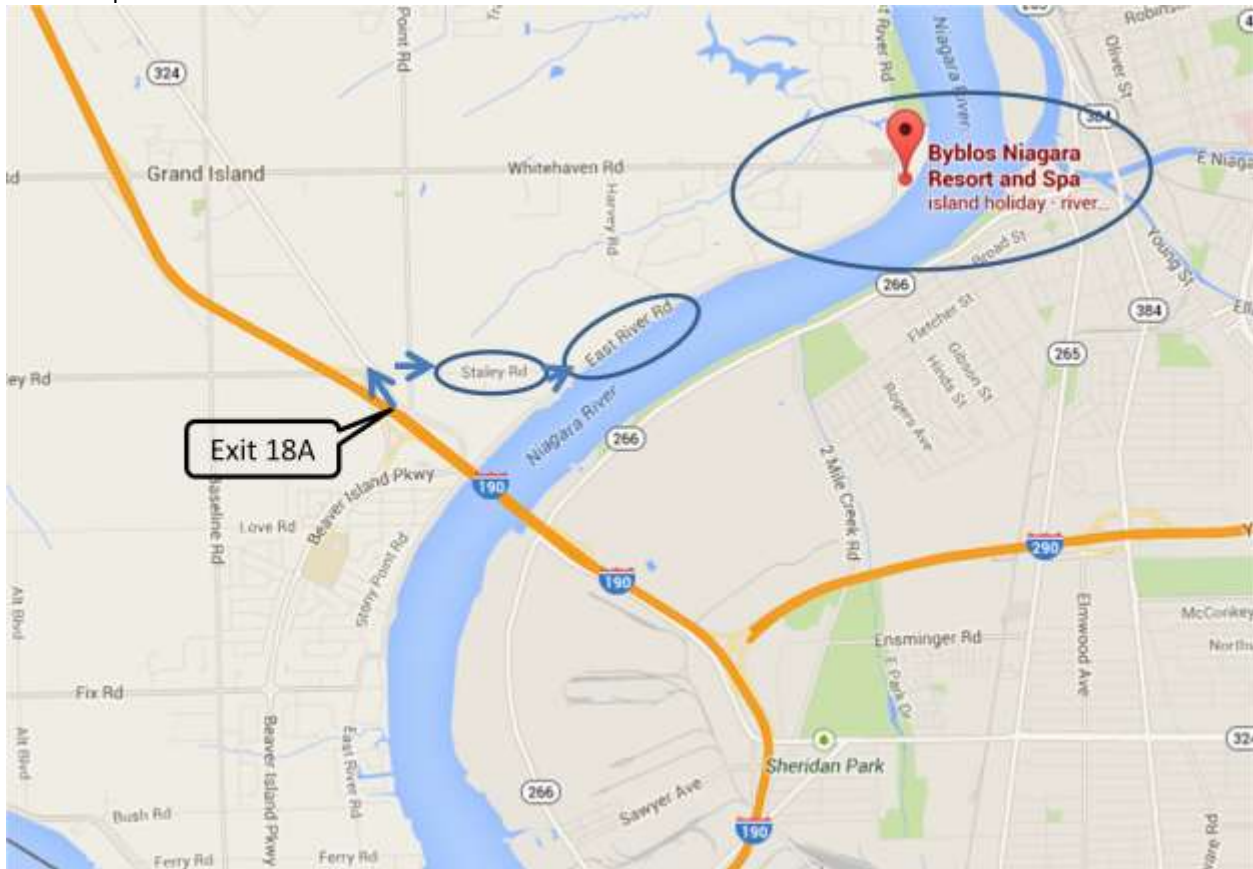 324
Point Rd
River Rd
Niagara River
Robinson
Oliver St
384
Grand Island
Whitehaven Rd
Harvey Rd
Byblos Niagara
Resort and Spa
island holiday · river...
E Niaga
Young St
Broad St
266
384
East River Rd
Fletcher St
265
Gibson St
Hinds St
Rogers Ave
ey Rd
Staley Rd
Niagara River
266
Exit 18A
190
Beaver Island Pkwy
Baseline Rd
Love Rd
Stony Point Rd
2 Mile Creek Rd
290
190
Elmwood Ave
McConkey
Ensminger Rd
E Park Dr
Alt Blvd
Fix Rd
Beaver Island Pkwy
East River Rd
Alt Blvd
324
Sheridan Park
266
Sawyer Ave
190
Bush Rd
Ferry Rd
Ferry Rd
ware Rd